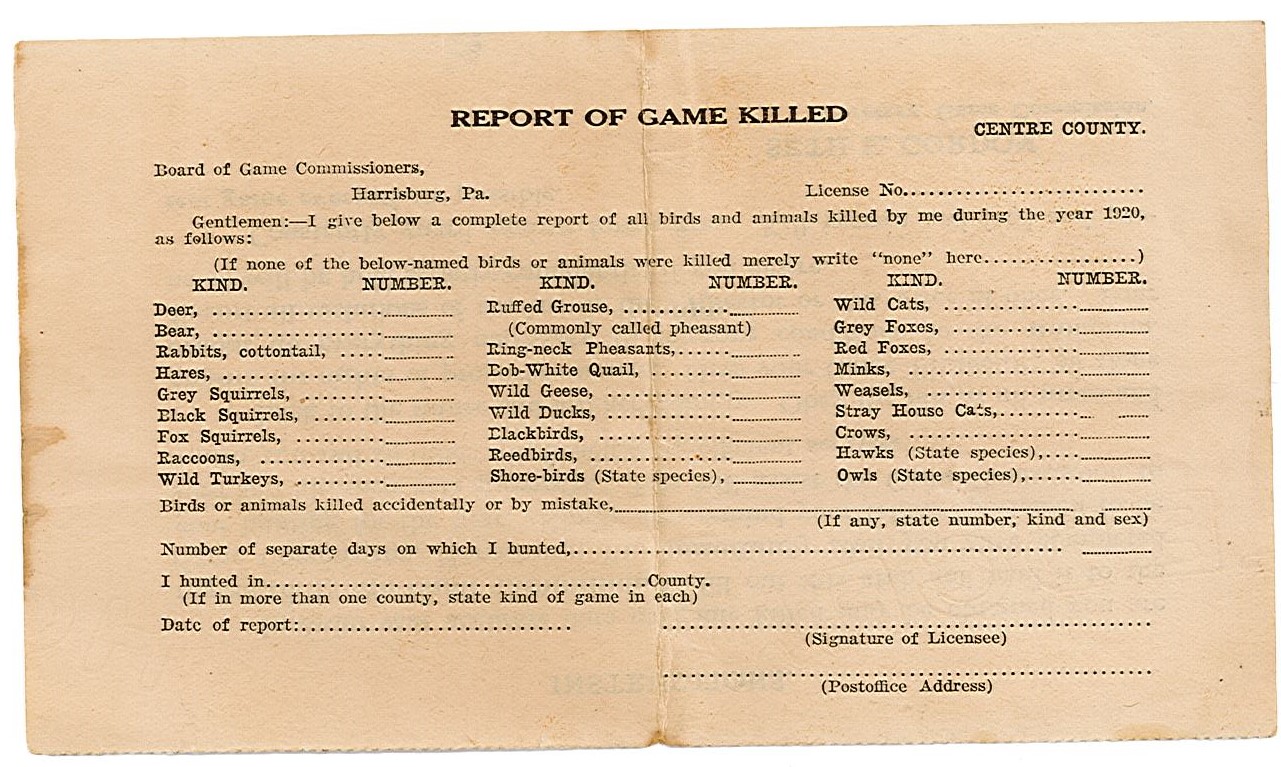 REPORT OF GAME KILLED
CENTRE COUNTY.
Board of Game Commissioners,
Harrisburg, Pa. License No..........................
Gentlemen:—I give below a complete report of all birds and animals killed by me during the year 1920,
as follows:
(If none of the below-named birds or animals were killed merely write “none” here................)
KIND. NUMBER. KIND. NUMBER. KIND. NUMBER.
Deer, .................... Ruffed Grouse, ............ Wild Cats, ..................
Bear, .................... (Commonly called pheasant) Grey Foxes, ................
Rabbits, cottontail, ..... Ring-neck Pheasants,...... Red Foxes, ..................
Hares, ................... Bob-White Quail, ......... Minks, ......................
Grey Squirrels, .......... Wild Geese, .............. Weasels, ....................
Black Squirrels, ......... Wild Ducks, .............. Stray House Cats,..........
Fox Squirrels, ........... Blackbirds, .............. Crows, ......................
Raccoons, ................ Reedbirds, ............... Hawks (State species),.....
Wild Turkeys, ............ Shore-birds (State species), Owls (State species),.......
Birds or animals killed accidentally or by mistake,
(If any, state number, kind and sex)
Number of separate days on which I hunted,..................................................
I hunted in......................................County.
(If in more than one county, state kind of game in each)
Date of report:............................ ..................................................
(Signature of Licensee)
..................................................
(Postoffice Address)